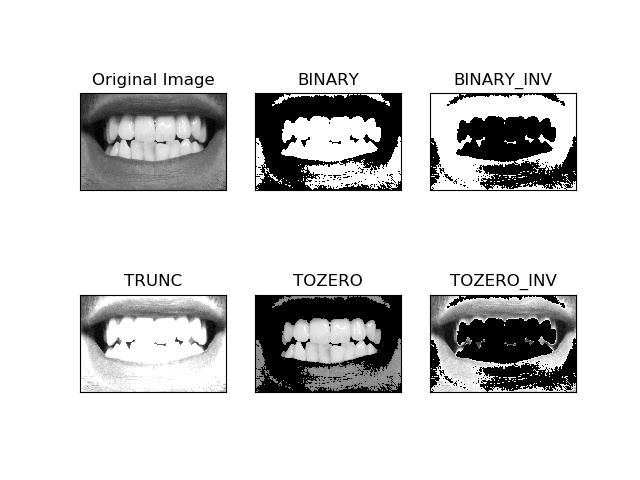 Original Image
BINARY
BINARY_INV
TRUNC
TOZERO
TOZERO_INV